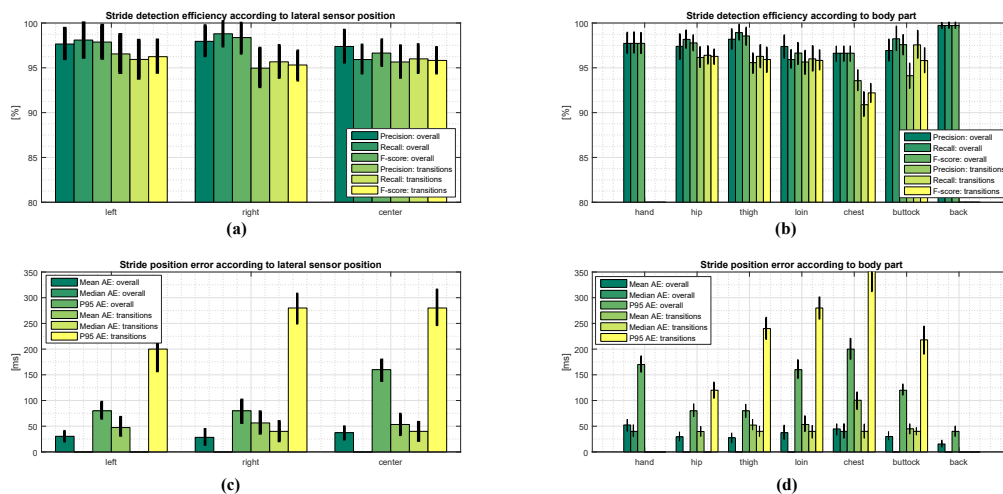 Stride detection efficiency according to lateral sensor position
100
95
90
85
80
[%]
Precision: overall
Recall: overall
F-score: overall
Precision: transitions
Recall: transitions
F-score: transitions
left
right
center
(a)
Stride detection efficiency according to body part
100
95
90
85
80
[%]
Precision: overall
Recall: overall
F-score: overall
Precision: transitions
Recall: transitions
F-score: transitions
hand
hip
thigh
loin
chest
buttock
back
(b)
Stride position error according to lateral sensor position
350
300
250
200
150
100
50
0
[ms]
Mean AE: overall
Median AE: overall
P95 AE: overall
Mean AE: transitions
Median AE: transitions
P95 AE: transitions
left
right
center
(c)
Stride position error according to body part
350
300
250
200
150
100
50
0
[ms]
Mean AE: overall
Median AE: overall
P95 AE: overall
Mean AE: transitions
Median AE: transitions
P95 AE: transitions
hand
hip
thigh
loin
chest
buttock
back
(d)